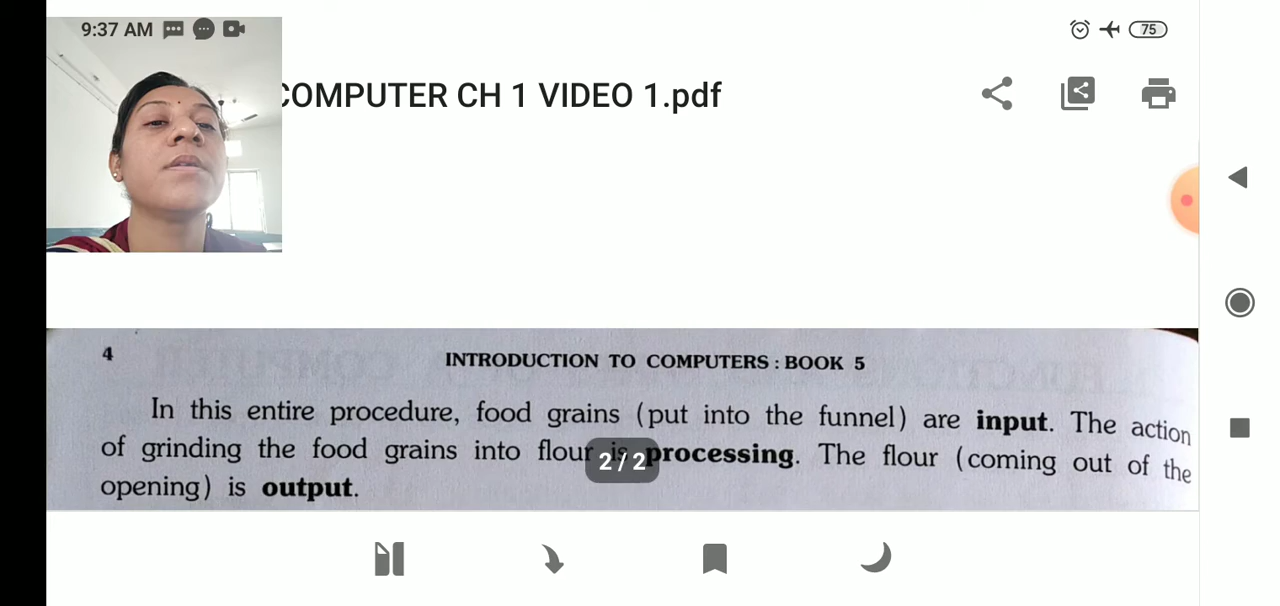 9:37 AM
75
COMPUTER CH 1 VIDEO 1.pdf
4
INTRODUCTION TO COMPUTERS : BOOK 5
In this entire procedure, food grains (put into the funnel) are input. The action
of grinding the food grains into flour is processing. The flour (coming out of the
opening) is output.
2/2